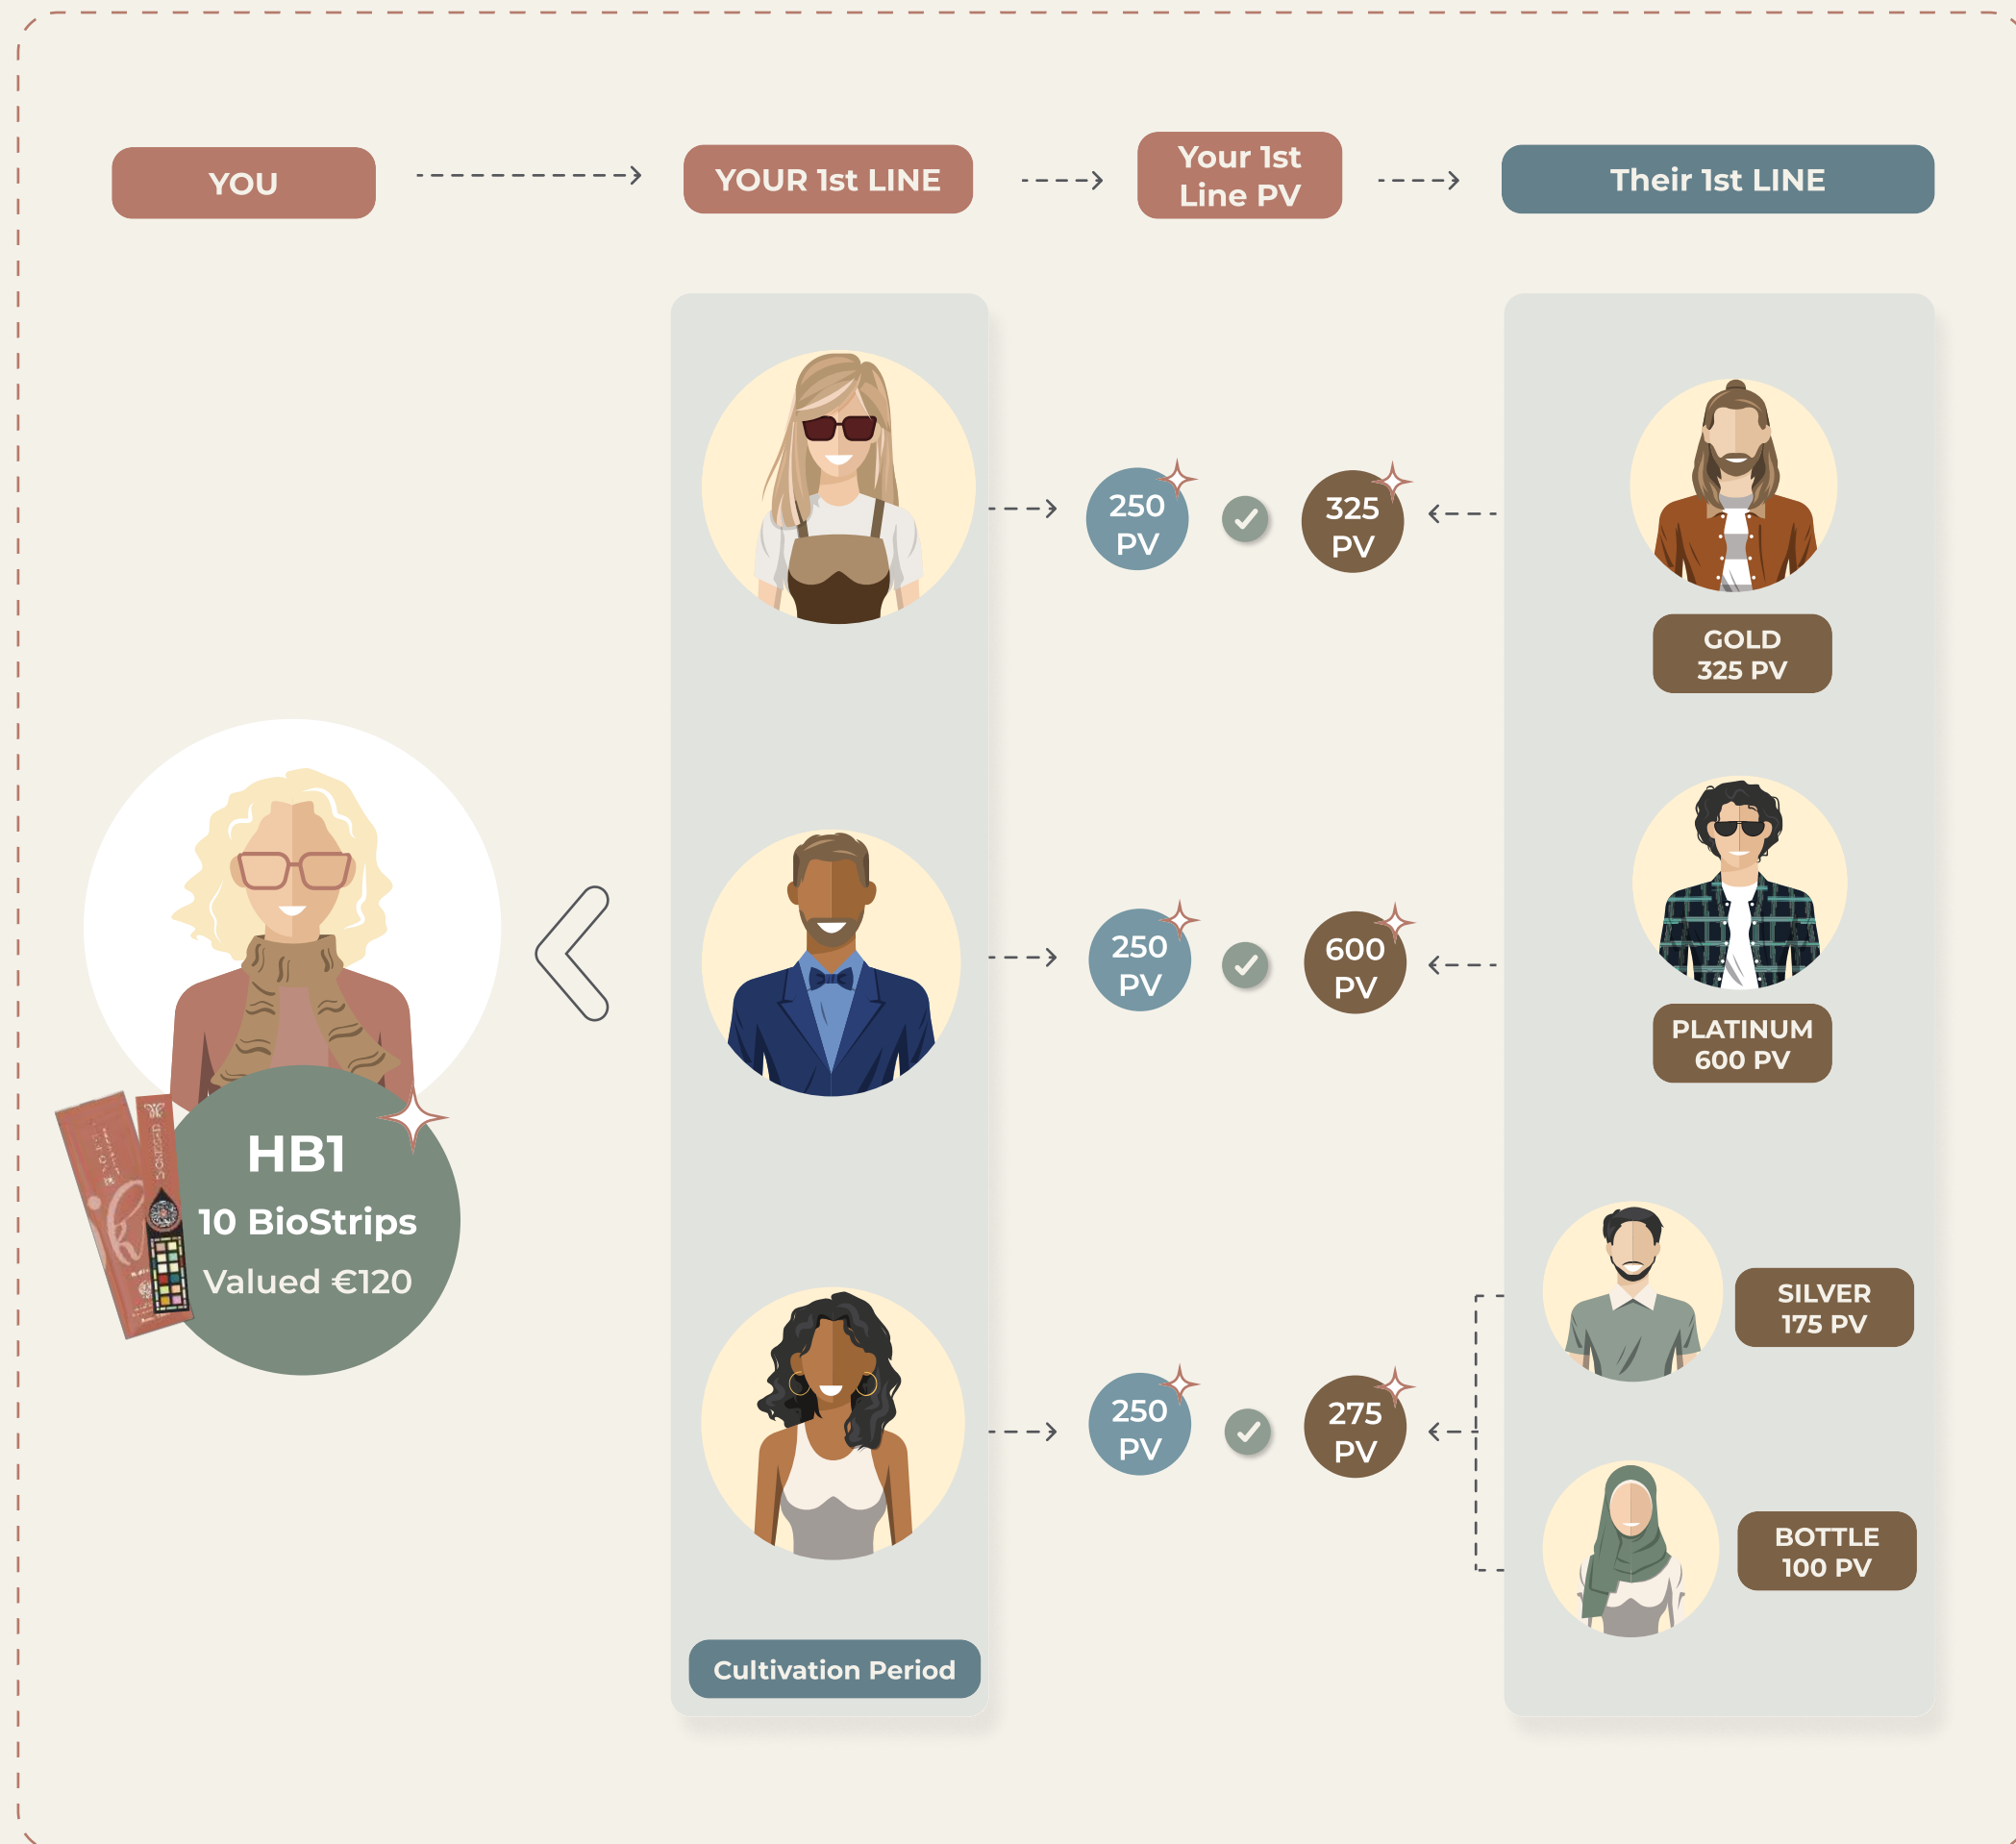 YOU
YOUR 1st LINE
Your 1st
Line PV
Their 1st LINE
250
PV
325
PV
GOLD
325 PV
250
PV
600
PV
PLATINUM
600 PV
HB1
10 BioStrips
Valued €120
250
PV
275
PV
SILVER
175 PV
BOTTLE
100 PV
Cultivation Period